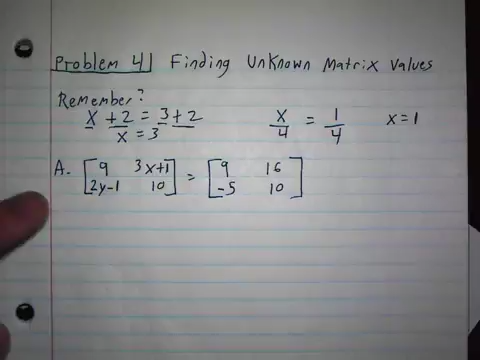 Problem 4 Finding Unknown Matrix Values
Remember?
x + 2 = 3 + 2
x = 3
x/4 = 1/4 x = 1
A. [9 3x+1] = [9 16]
[2y-1 10] [-5 10]